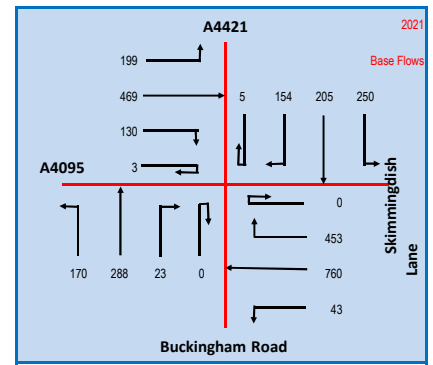 A4421
2021
Base Flows
199
469
5 154 205 250
130
A4095
3
0
453
170 288 23 0
760
43
Skimmingdish
Lane
Buckingham Road